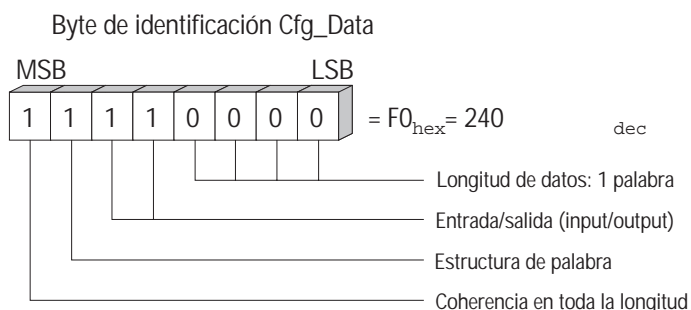 Byte de identificación Cfg_Data
MSB LSB
1 1 1 1 0 0 0 0 = F0hex= 240 dec
Longitud de datos: 1 palabra
Entrada/salida (input/output)
Estructura de palabra
Coherencia en toda la longitud